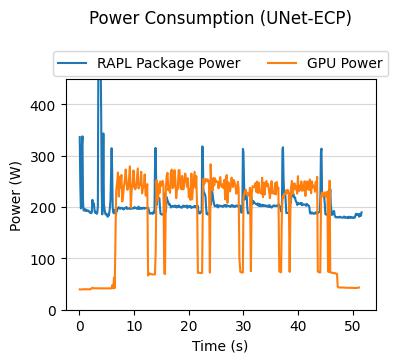 Power Consumption (UNet-ECP)
RAPL Package Power GPU Power
400
300
200
100
0
Power (W)
0 10 20 30 40 50
Time (s)